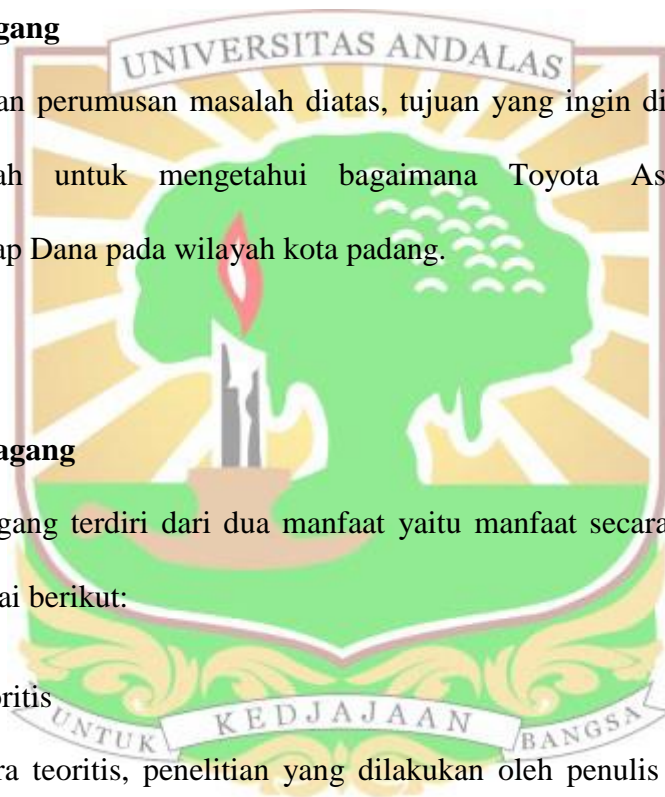 gang
UNIVERSITAS ANDALAS
an perumusan masalah diatas, tujuan yang ingin di
ah untuk mengetahui bagaimana Toyota As
ap Dana pada wilayah kota padang.
agang
gang terdiri dari dua manfaat yaitu manfaat secara
ai berikut:
oritis
UNTUK KEDJAJAAN BANGSA
ra teoritis, penelitian yang dilakukan oleh penulis